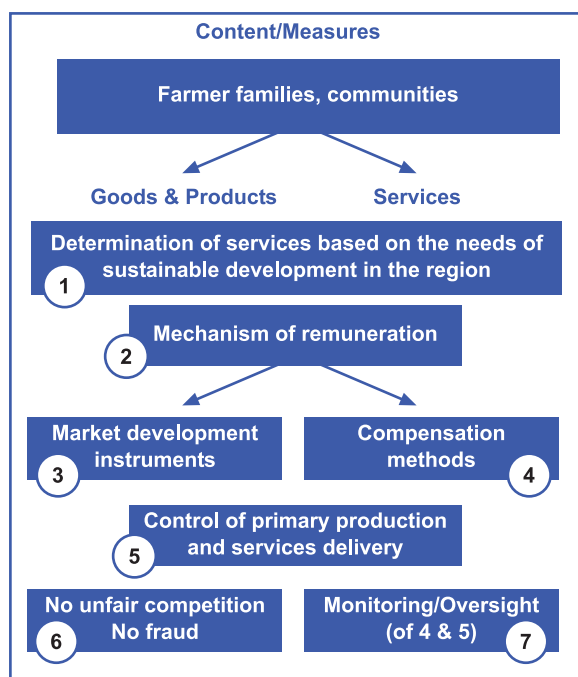 Content/Measures
Farmer families, communities
Goods & Products
Services
Determination of services based on the needs of
sustainable development in the region
1
Mechanism of remuneration
2
Market development
instruments
3
Compensation
methods
4
Control of primary production
and services delivery
5
No unfair competition
No fraud
6
Monitoring/Oversight
(of 4 & 5)
7